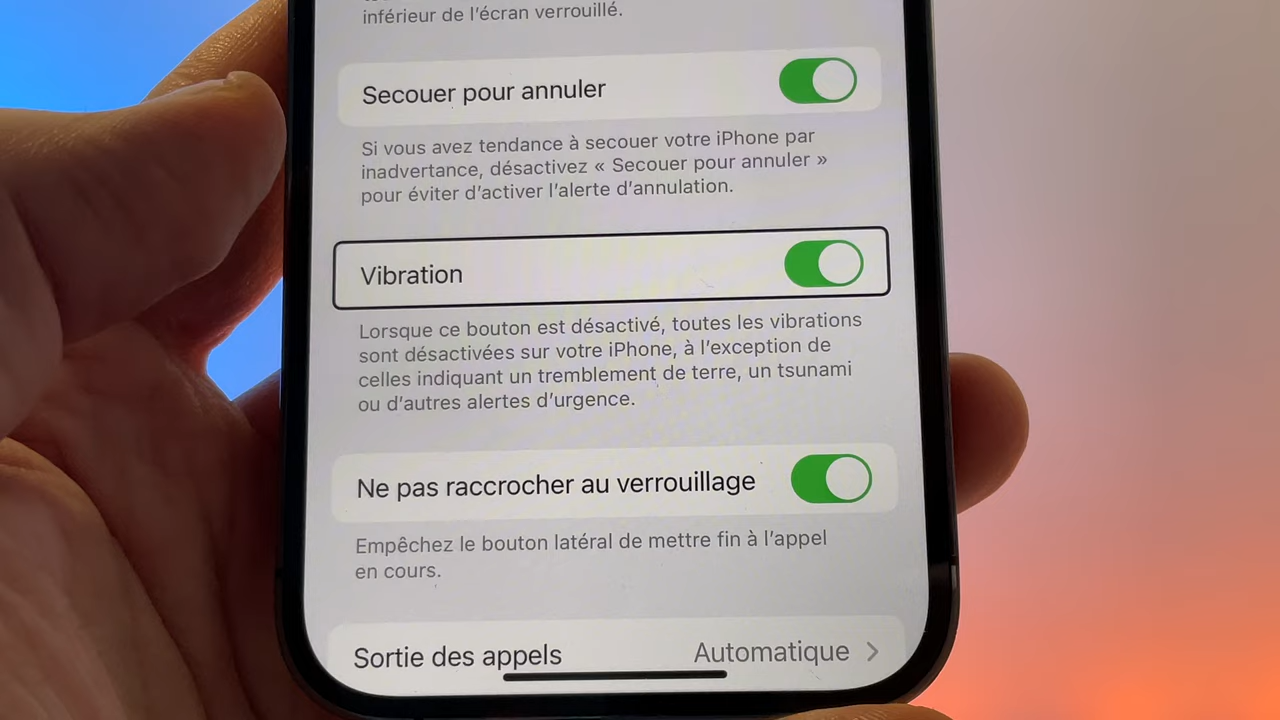 inférieur de l'écran verrouillé.
Secouer pour annuler
Si vous avez tendance à secouer votre iPhone par
inadvertance, désactivez « Secouer pour annuler »
pour éviter d'activer l'alerte d'annulation.
Vibration
Lorsque ce bouton est désactivé, toutes les vibrations
sont désactivées sur votre iPhone, à l'exception de
celles indiquant un tremblement de terre, un tsunami
ou d'autres alertes d'urgence.
Ne pas raccrocher au verrouillage
Empêchez le bouton latéral de mettre fin à l'appel
en cours.
Sortie des appels Automatique